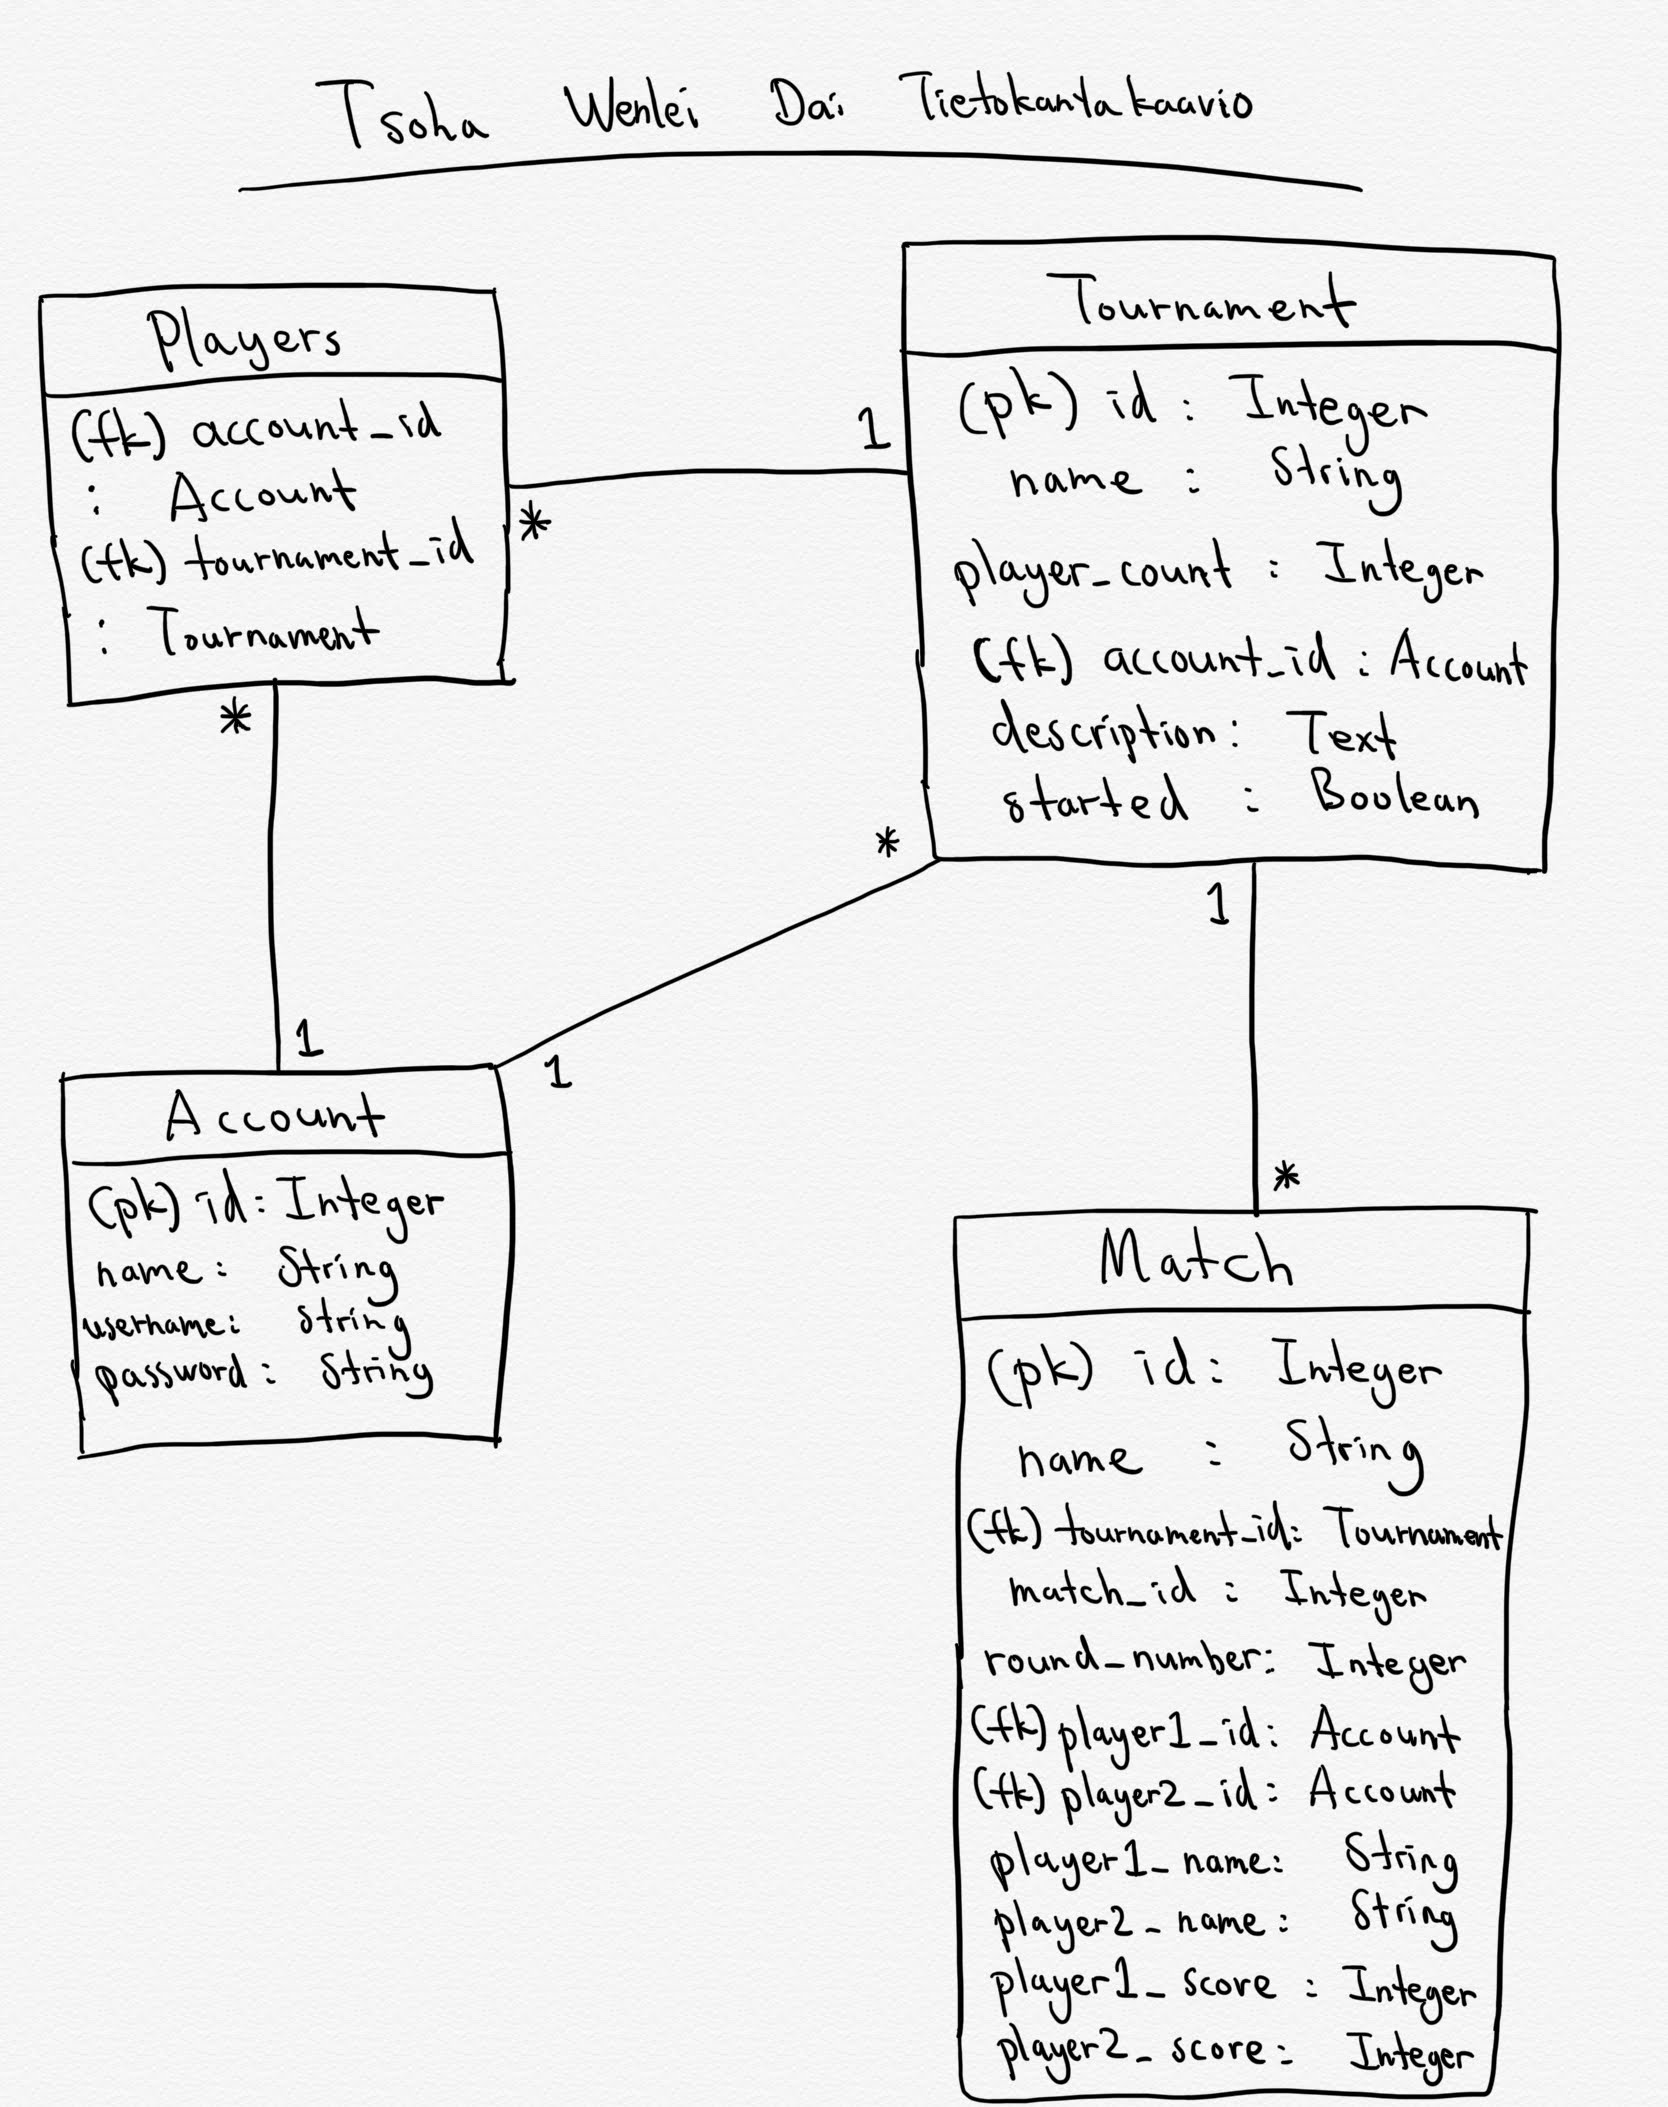 Tsoha Wenlei Dai Tietokantakaavio
Players
(fk) account_id
: Account
(fk) tournament_id
: Tournament
*
1
*
1
Tournament
(pk) id : Integer
name : String
player_count : Integer
(fk) account_id : Account
description : Text
started : Boolean
*
1
1
*
Account
(pk) id : Integer
name : String
username : String
password : String
Match
(pk) id : Integer
name : String
(fk) tournament_id : Tournament
match_id : Integer
round_number : Integer
(fk) player1_id : Account
(fk) player2_id : Account
player1_name : String
player2_name : String
player1_score : Integer
player2_score : Integer